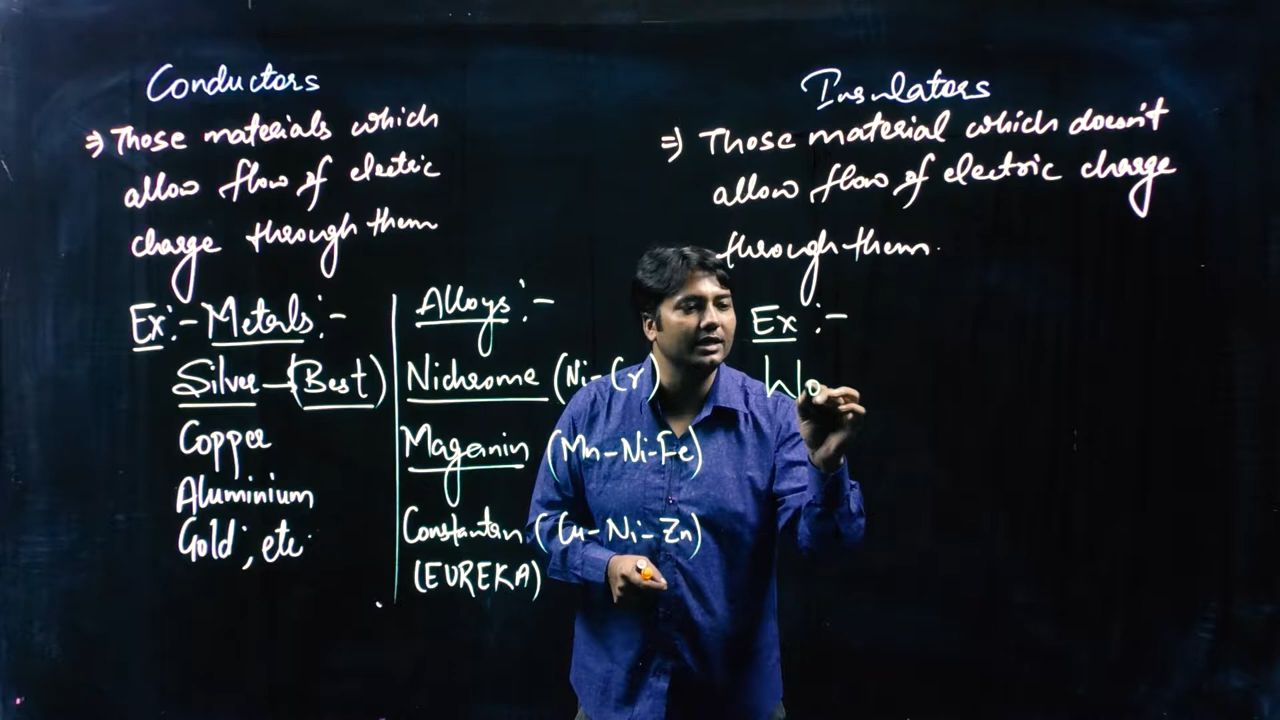 Conductors
⇒ Those materials which
allow flow of electric
charge through them
Ex:- Metals:-
Silver → (Best)
Copper
Aluminium
Gold, etc.
Alloys:-
Nichrome (Ni-Cr)
Maganin (Mn-Ni-Fe)
Constantan (Cu-Ni-Zn)
(EUREKA)
Insulators
⇒ Those material which doesn't
allow flow of electric charge
through them.
Ex:-
Wo